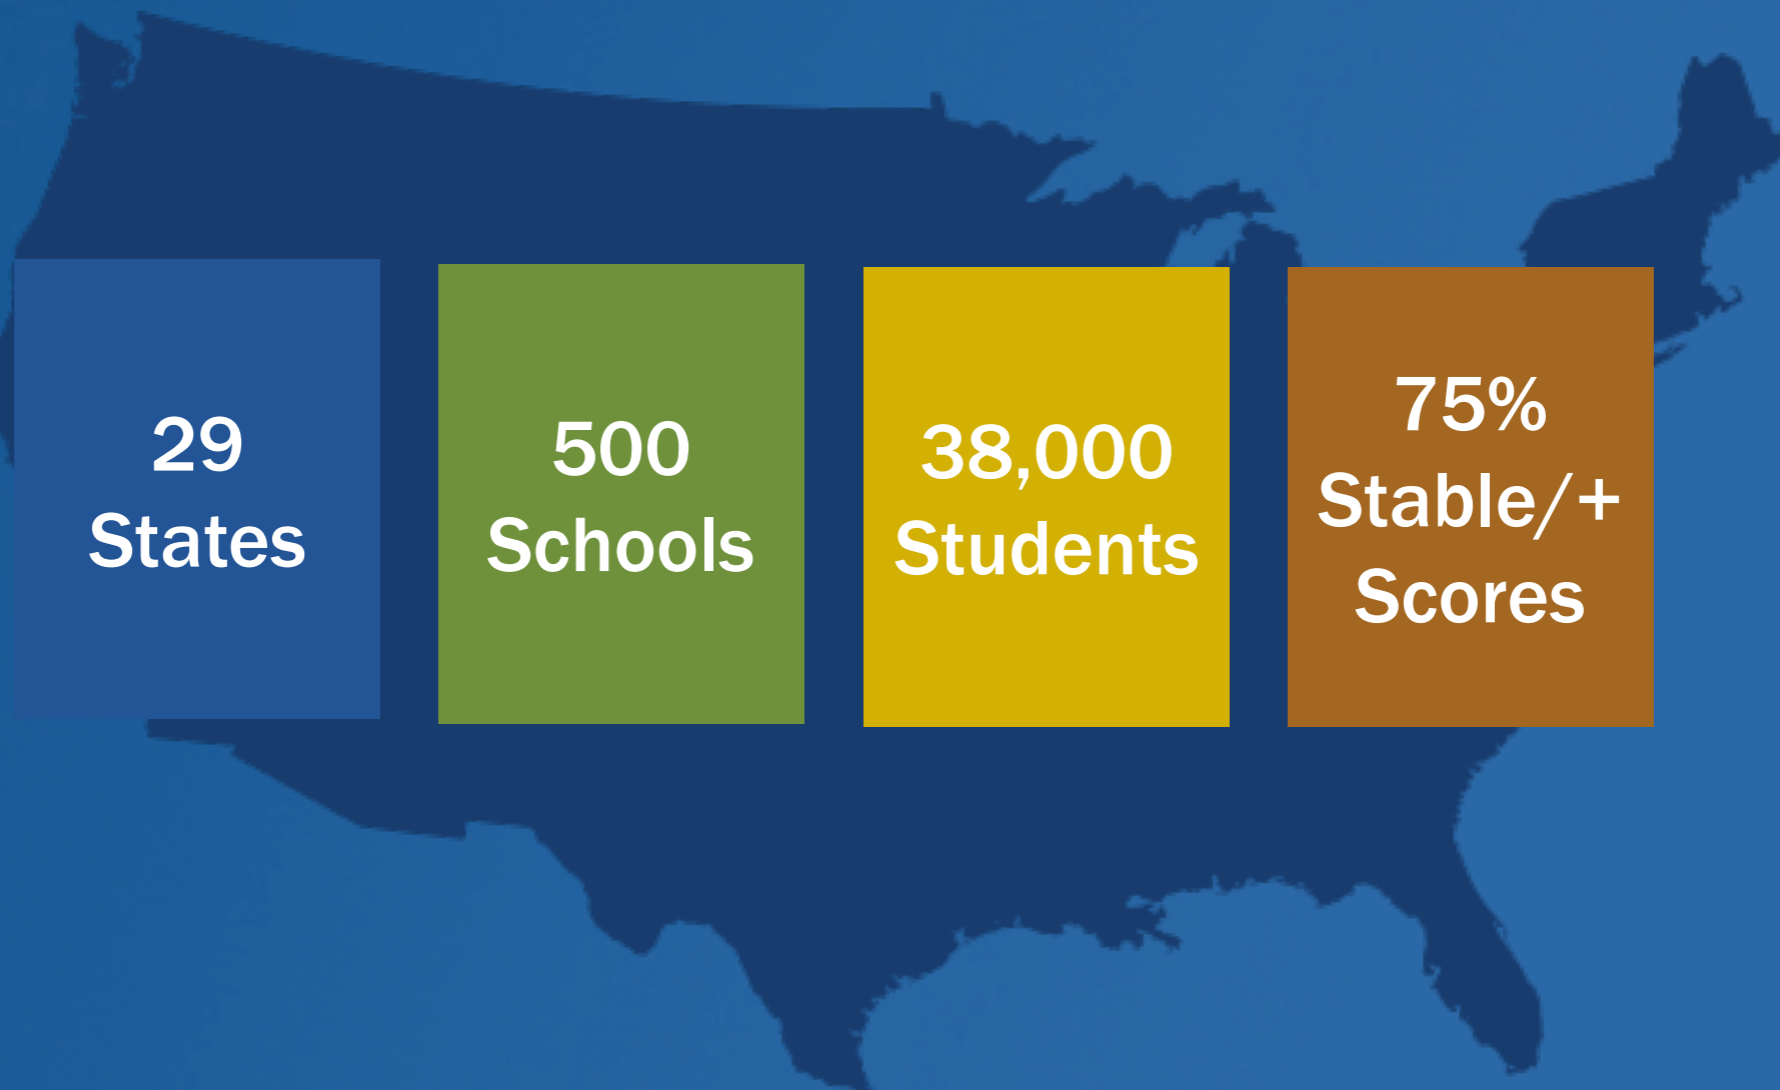 29
States
500
Schools
38,000
Students
75%
Stable/+
Scores